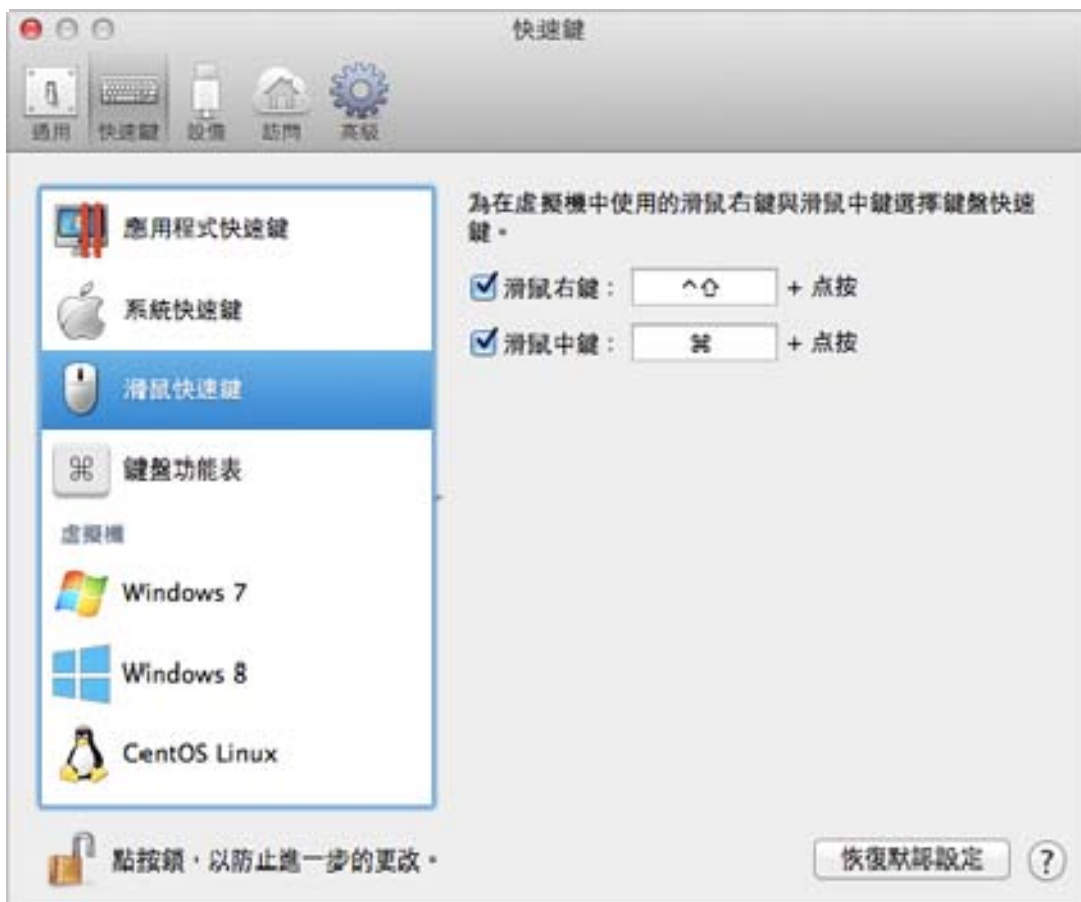 快速鍵
通用 快速鍵 設備 訪問 高級
應用程式快速鍵
系統快速鍵
滑鼠快速鍵
鍵盤功能表
虛擬機
Windows 7
Windows 8
CentOS Linux
為在虛擬機中使用的滑鼠右鍵與滑鼠中鍵選擇鍵盤快速
鍵。
滑鼠右鍵： ^⇧ + 点按
滑鼠中鍵： ⌘ + 点按
點按鎖，以防止進一步的更改。
恢復默認設定 ?